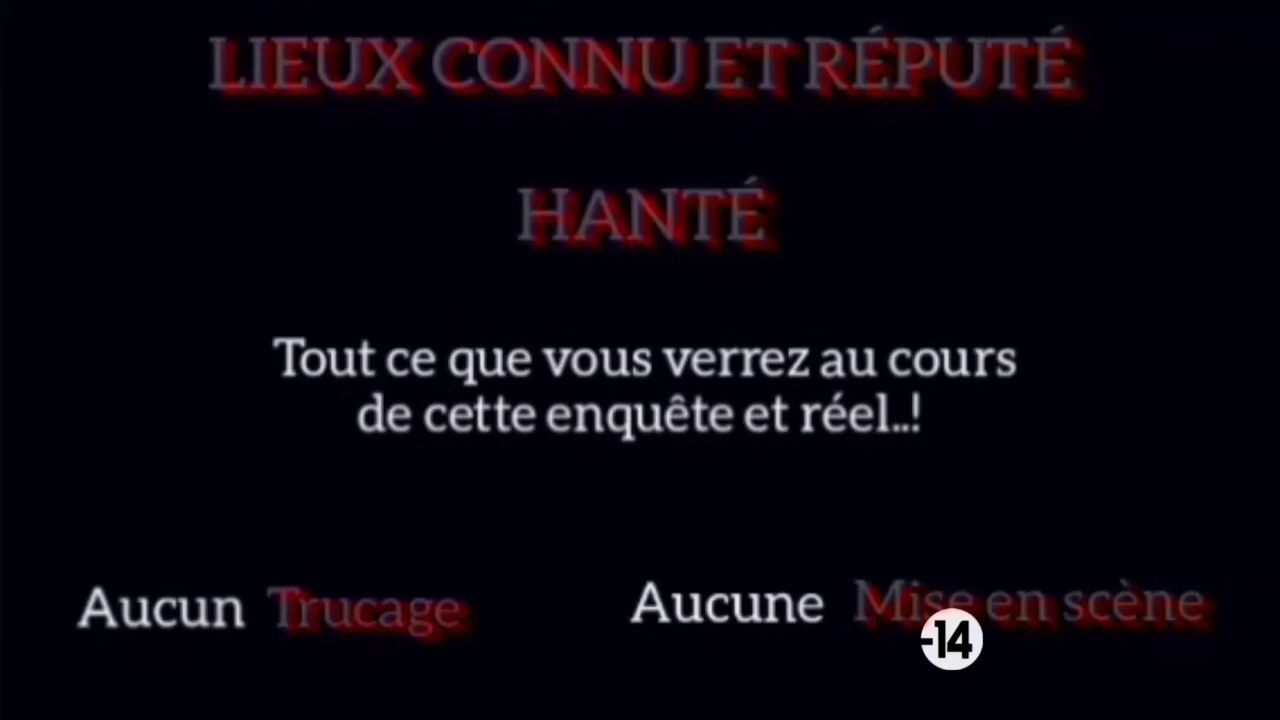 LIEUX CONNU ET RÉPUTÉ
HANTÉ
Tout ce que vous verrez au cours
de cette enquête et réel..!
Aucun Trucage
Aucune Mise en scène
-14